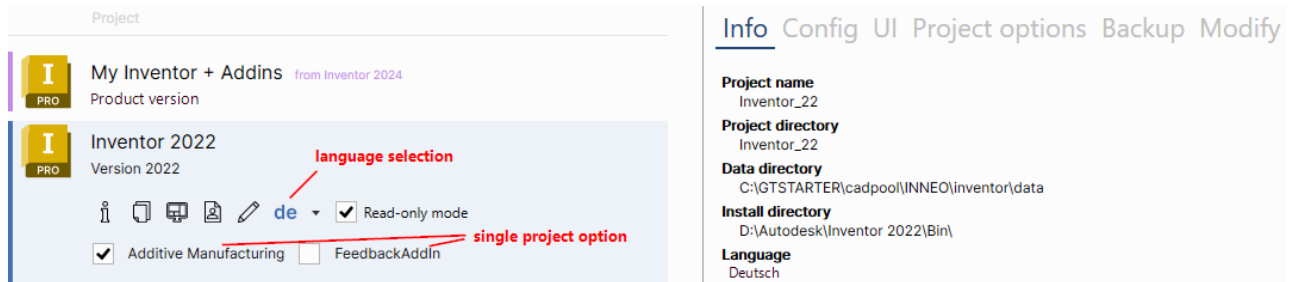 Project
My Inventor + Addins from Inventor 2024
Product version
I
PRO
Inventor 2022
Version 2022
I
PRO
language selection
de
Read-only mode
single project option
Additive Manufacturing
FeedbackAddIn
Info Config UI Project options Backup Modify
Project name
Inventor_22
Project directory
Inventor_22
Data directory
C:\GTSTARTER\cadpool\INNEO\inventor\data
Install directory
D:\Autodesk\Inventor 2022\Bin\
Language
Deutsch